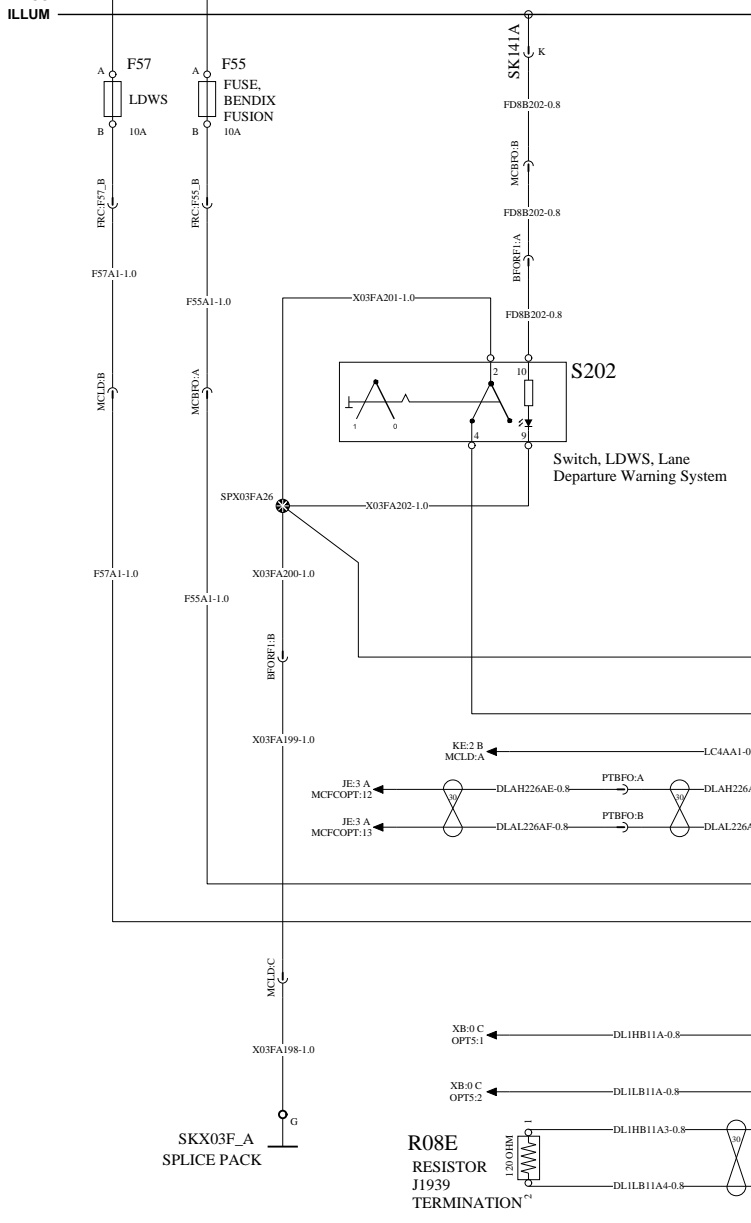 ILLUM
F57
A
LDWS
B
10A
F55
A
FUSE,
BENDIX
FUSION
B
10A
SK141A
K
FD8B202-0.8
MCBFO:B
FRC:F57_B
FRC:F55_B
FD8B202-0.8
BFORF1:A
F57A1-1.0
F55A1-1.0
X03FA201-1.0
FD8B202-0.8
2
10
S202
MCLD:B
MCBFO:A
1
0
4
9
Switch, LDWS, Lane
Departure Warning System
SPX03FA26
X03FA202-1.0
F57A1-1.0
X03FA200-1.0
F55A1-1.0
BFORF1:B
X03FA199-1.0
KE:2 B
MCLD:A
LC4AA1-0
JE:3 A
MCFCOPT:12
30
DLAH226AE-0.8
PTBFO:A
30
DLAH226A
JE:3 A
MCFCOPT:13
DLAL226AF-0.8
PTBFO:B
DLAL226A
MCLD:C
XB:0 C
OPT5:1
DL1HB11A-0.8
X03FA198-1.0
XB:0 C
OPT5:2
DL1LB11A-0.8
G
SKX03F_A
SPLICE PACK
R08E
RESISTOR
J1939
TERMINATION
1
120 OHM
2
DL1HB11A3-0.8
30
DL1LB11A4-0.8